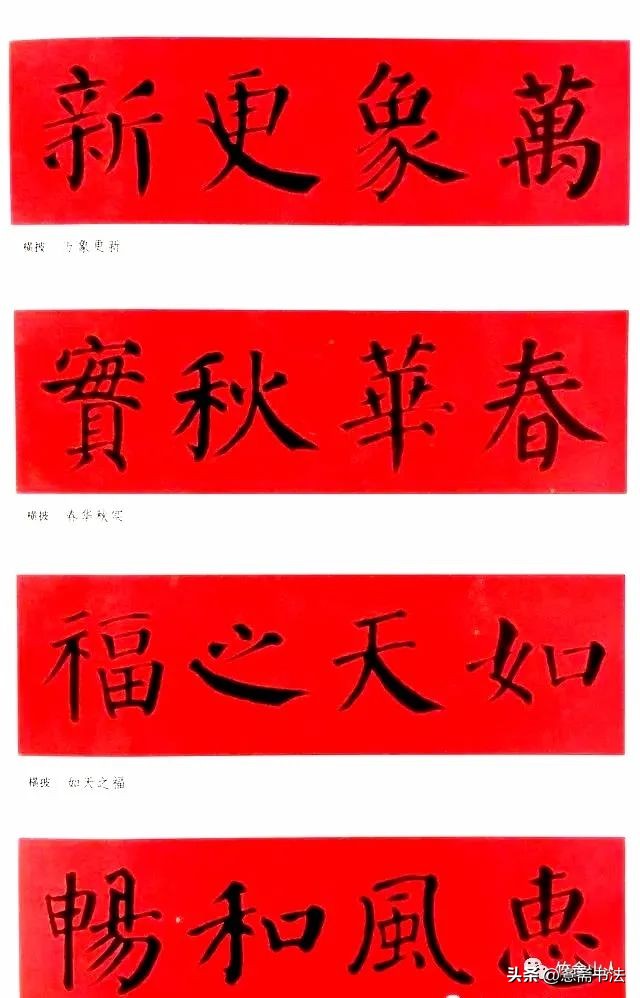 萬象更新
横披 万象更新
春華秋實
横披 春华秋实
如天之福
横披 如天之福
惠風和暢
头条 @斋书法